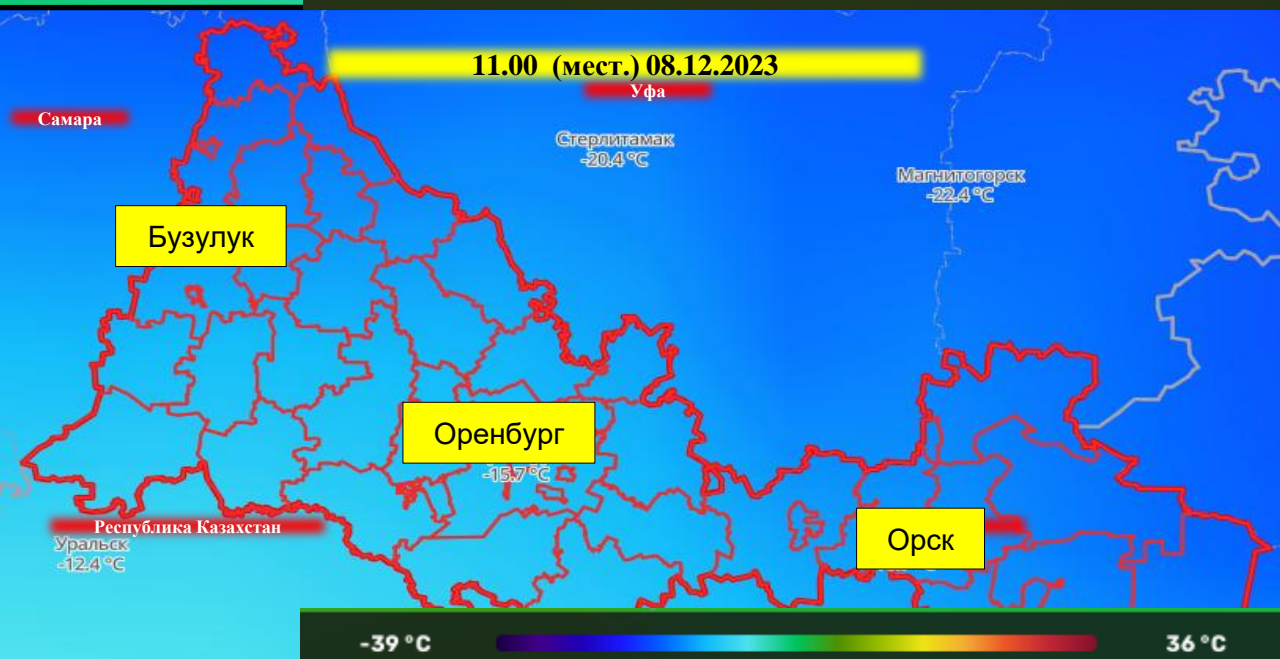 11.00 (мест.) 08.12.2023
Уфа
Самара
Стерлитамак
-20.4 °C
Магнитогорск
-22.4 °C
Бузулук
Оренбург
-15.7 °C
Республика Казахстан
Уральск
-12.4 °C
Орск
-39 °C
36 °C